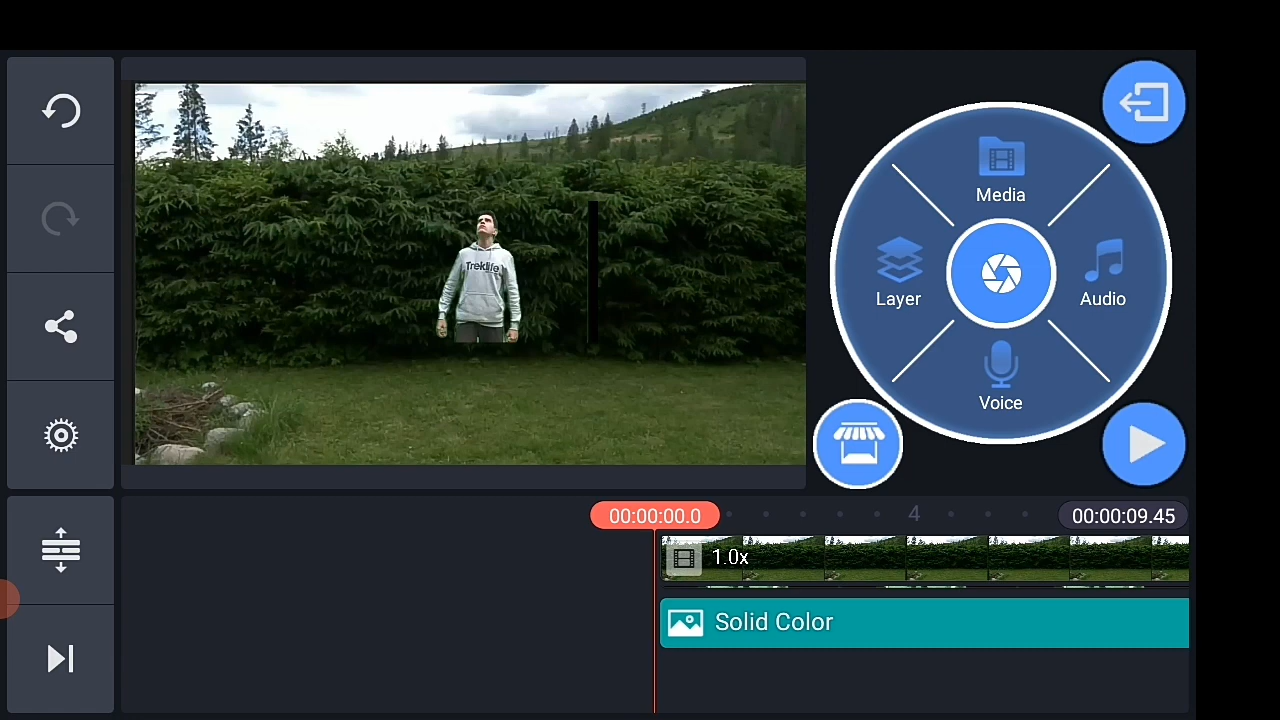 Media
Layer
Audio
Voice
Treklife
00:00:00.0
4
00:00:09.45
1.0x
Solid Color